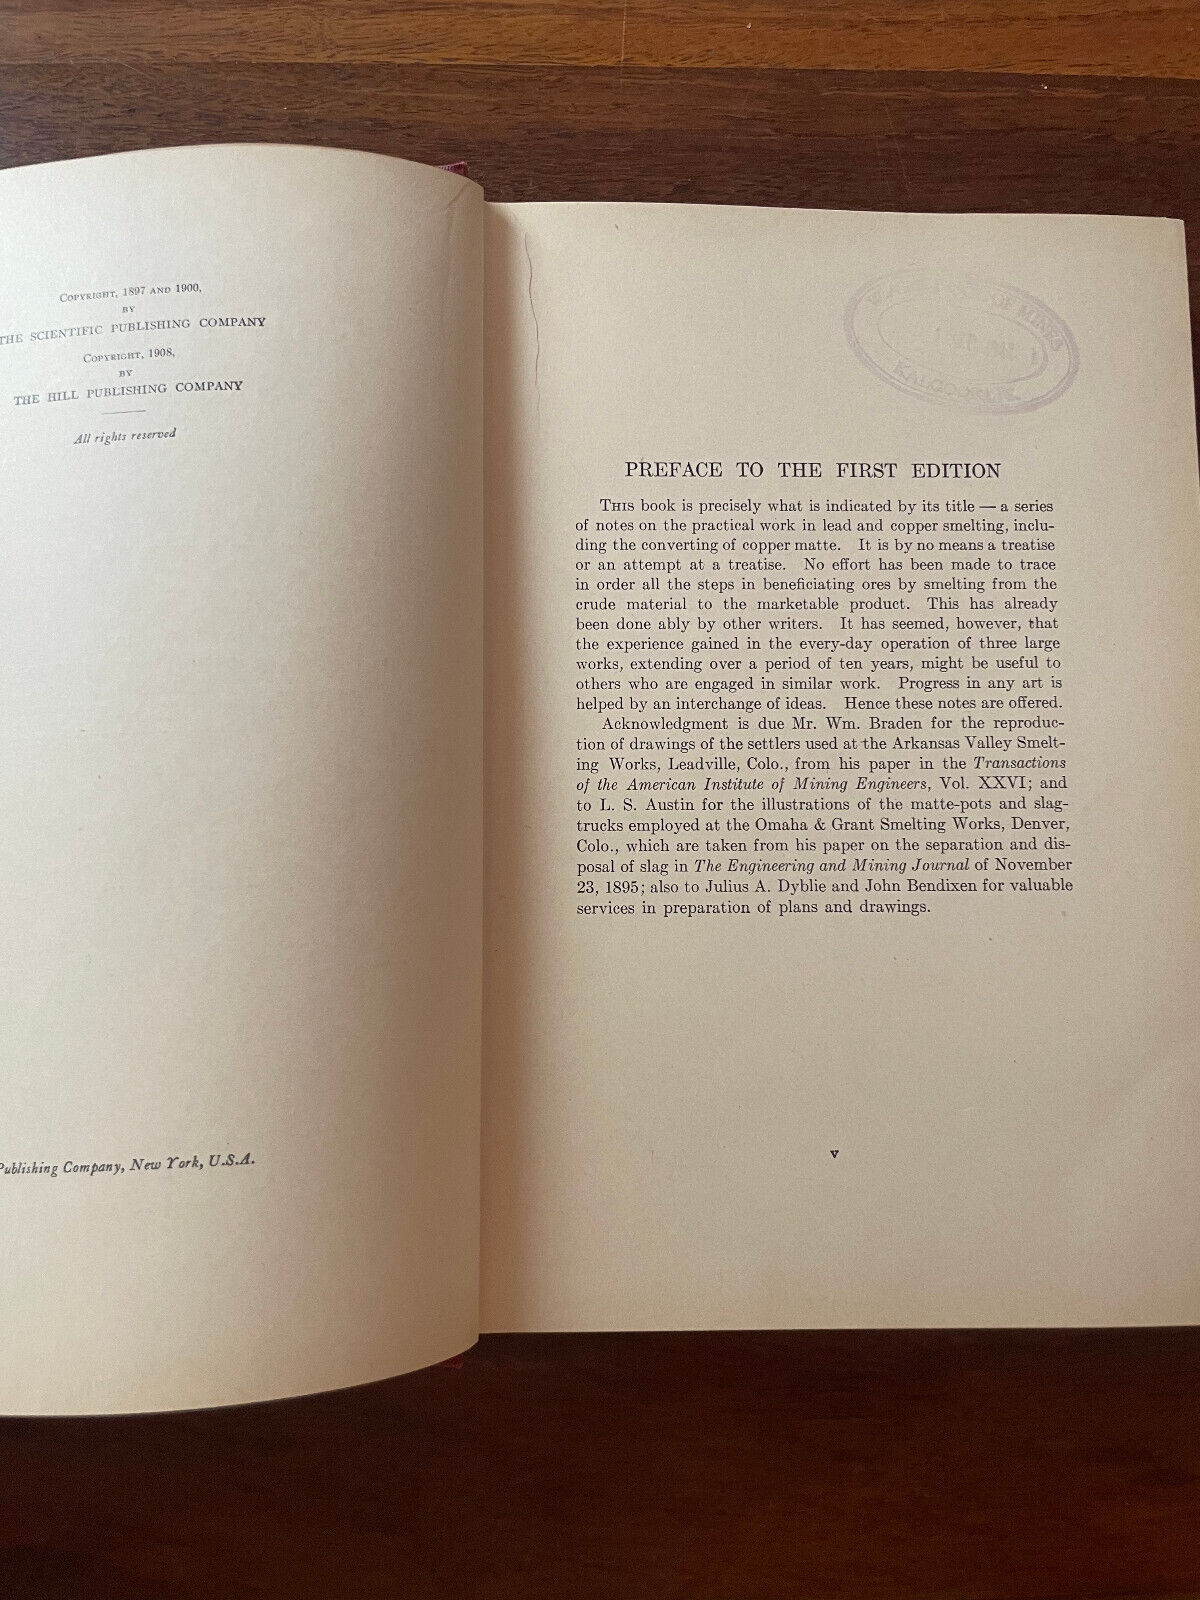 COPYRIGHT, 1897 AND 1900,
BY
THE SCIENTIFIC PUBLISHING COMPANY
COPYRIGHT, 1908,
BY
THE HILL PUBLISHING COMPANY
All rights reserved
Publishing Company, New York, U.S.A.
OF MINES
PREFACE TO THE FIRST EDITION
THIS book is precisely what is indicated by its title — a series
of notes on the practical work in lead and copper smelting, inclu-
ding the converting of copper matte. It is by no means a treatise
or an attempt at a treatise. No effort has been made to trace
in order all the steps in beneficiating ores by smelting from the
crude material to the marketable product. This has already
been done ably by other writers. It has seemed, however, that
the experience gained in the every-day operation of three large
works, extending over a period of ten years, might be useful to
others who are engaged in similar work. Progress in any art is
helped by an interchange of ideas. Hence these notes are offered.
Acknowledgment is due Mr. Wm. Braden for the reproduc-
tion of drawings of the settlers used at the Arkansas Valley Smelt-
ing Works, Leadville, Colo., from his paper in the Transactions
of the American Institute of Mining Engineers, Vol. XXVI; and
to L. S. Austin for the illustrations of the matte-pots and slag-
trucks employed at the Omaha & Grant Smelting Works, Denver,
Colo., which are taken from his paper on the separation and dis-
posal of slag in The Engineering and Mining Journal of November
23, 1895; also to Julius A. Dyblie and John Bendixen for valuable
services in preparation of plans and drawings.
v